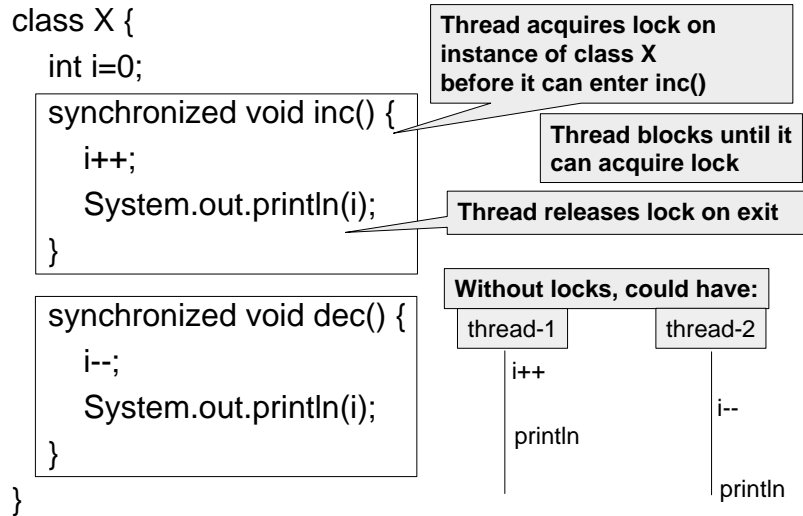 class X {
int i=0;
synchronized void inc() {
i++;
System.out.println(i);
}
synchronized void dec() {
i--;
System.out.println(i);
}
}
Thread acquires lock on
instance of class X
before it can enter inc()
Thread blocks until it
can acquire lock
Thread releases lock on exit
Without locks, could have:
thread-1
thread-2
i++
i--
println
println